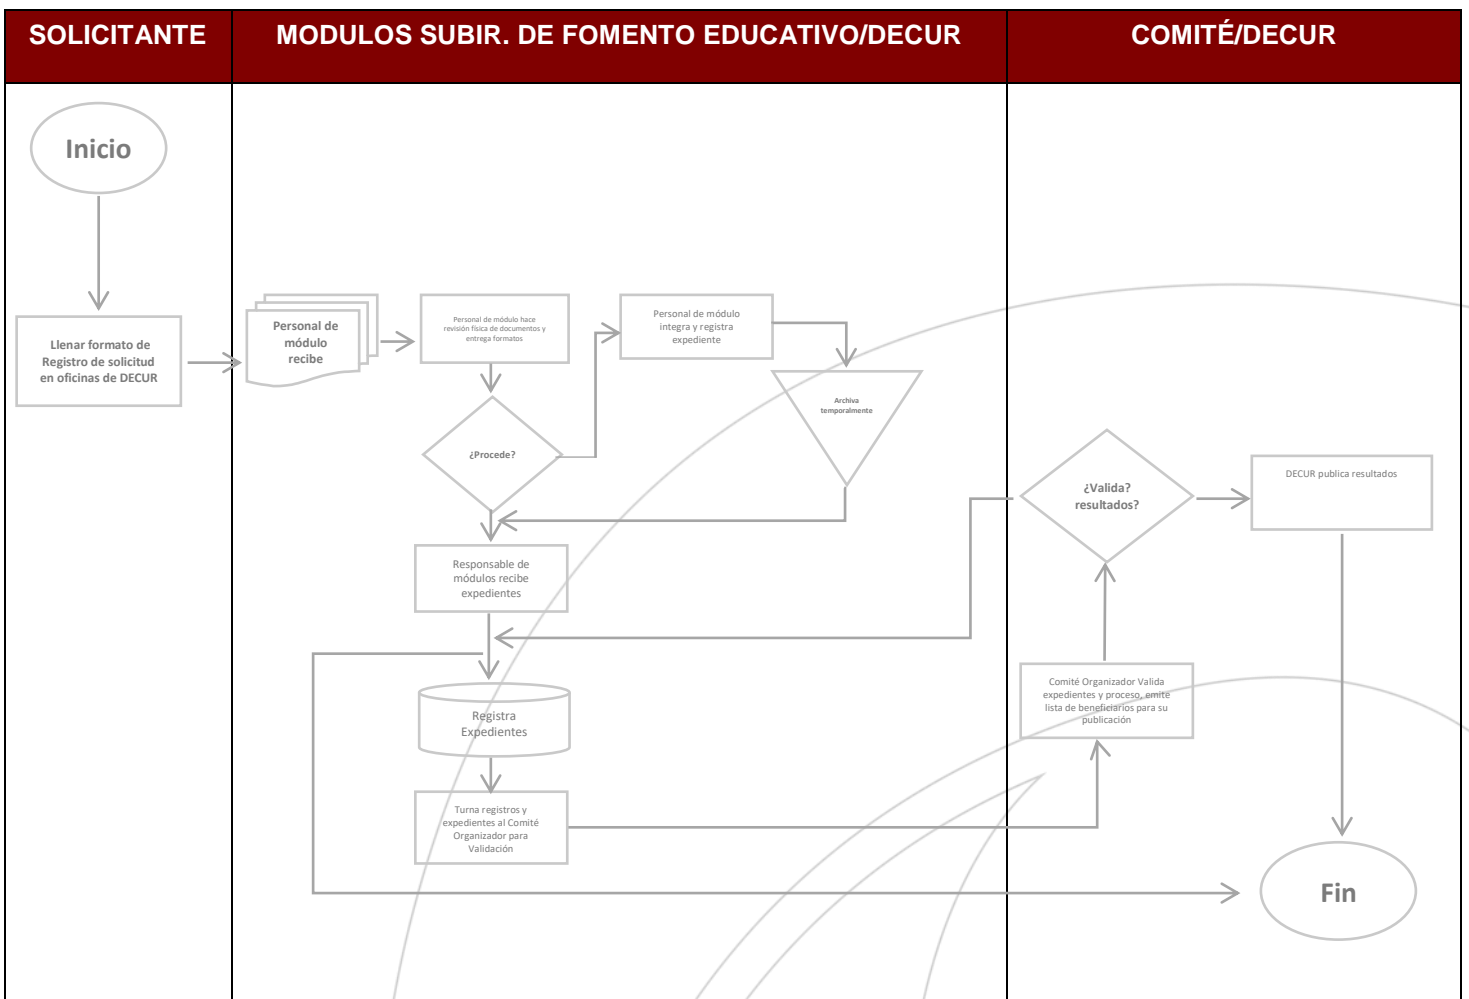 SOLICITANTE
MODULOS SUBIR. DE FOMENTO EDUCATIVO/DECUR
COMITÉ/DECUR
Inicio
Llenar formato de
Registro de solicitud
en oficinas de DECUR
Personal de
módulo
recibe
Personal de módulo hace
revisión física de documentos y
entrega formatos
Personal de módulo
integra y registra
expediente
Archiva
temporalmente
¿Procede?
Responsable de
módulos recibe
expedientes
Registra
Expedientes
Turna registros y
expedientes al Comité
Organizador para
Validación
¿Valida?
resultados?
DECUR publica resultados
Comité Organizador Valida
expedientes y proceso, emite
lista de beneficiarios para su
publicación
Fin